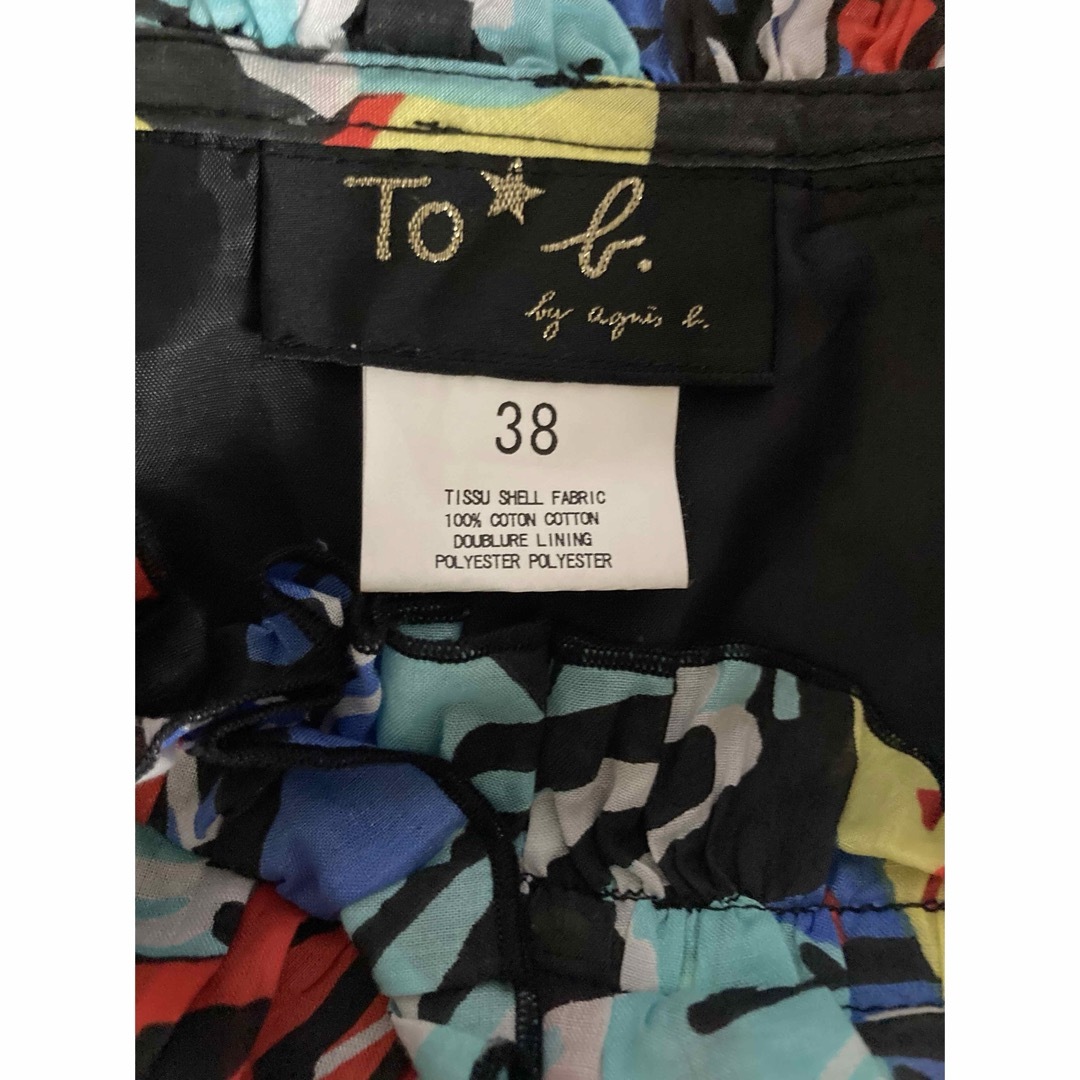 To★ b.
by agnès b.
38
TISSU SHELL FABRIC
100% COTON COTTON
DOUBLURE LINING
POLYESTER POLYESTER